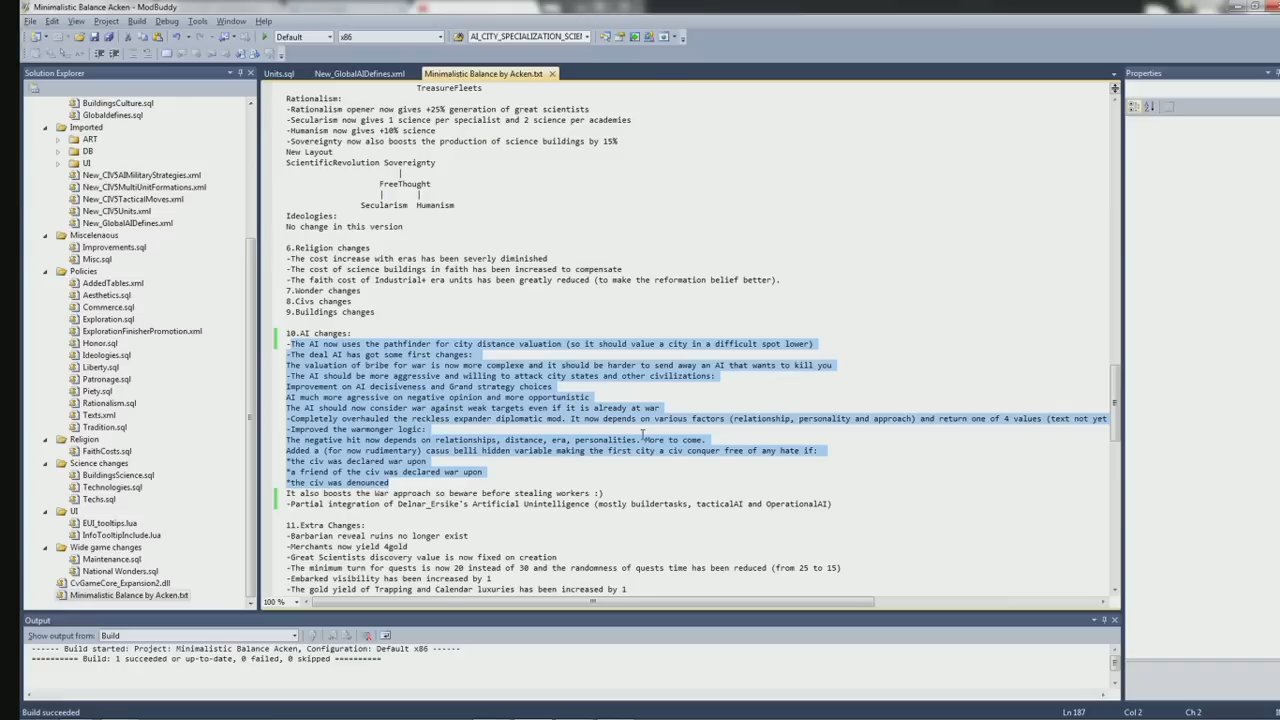 Minimalistic Balance Acken - ModBuddy
File Edit View Project Build Debug Tools Window Help
Default x86 AI_CITY_SPECIALIZATION_SCIE
Solution Explorer
BuildingsCulture.sql
Globaldefines.sql
Imported
ART
DB
UI
New_CIV5AIMilitaryStrategies.xml
New_CIV5MultiUnitFormations.xml
New_CIV5TacticalMoves.xml
New_CIV5Units.xml
New_GlobalAIDefines.xml
Miscelenaous
Improvements.sql
Misc.sql
Policies
AddedTables.xml
Aesthetics.sql
Commerce.sql
Exploration.sql
ExplorationFinisherPromotion.xml
Honor.sql
Ideologies.sql
Liberty.sql
Patronage.sql
Piety.sql
Rationalism.sql
Texts.xml
Tradition.sql
Religion
FaithCosts.sql
Science changes
BuildingsScience.sql
Technologies.sql
Techs.sql
UI
EUI_tooltips.lua
InfoTooltipInclude.lua
Wide game changes
Maintenance.sql
National Wonders.sql
CvGameCore_Expansion2.dll
Minimalistic Balance by Acken.txt
Units.sql New_GlobalAIDefines.xml Minimalistic Balance by Acken.txt
TreasureFleets
Rationalism:
-Rationalism opener now gives +25% generation of great scientists
-Secularism now gives 1 science per specialist and 2 science per academies
-Humanism now gives +10% science
-Sovereignty now also boosts the production of science buildings by 15%
New Layout
ScientificRevolution Sovereignty
|
FreeThought
| |
Secularism Humanism
Ideologies:
No change in this version
6.Religion changes
-The cost increase with eras has been severly diminished
-The cost of science buildings in faith has been increased to compensate
-The faith cost of Industrial+ era units has been greatly reduced (to make the reformation belief better).
7.Wonder changes
8.Civs changes
9.Buildings changes
10.AI changes:
-The AI now uses the pathfinder for city distance valuation (so it should value a city in a difficult spot lower)
-The deal AI has got some first changes:
The valuation of bribe for war is now more complexe and it should be harder to send away an AI that wants to kill you
-The AI should be more aggressive and willing to attack city states and other civilizations:
Improvement on AI decisiveness and Grand strategy choices
AI much more agressive on negative opinion and more opportunistic
The AI should now consider war against weak targets even if it is already at war
-Completely overhauled the reckless expander diplomatic mod. It now depends on various factors (relationship, personality and approach) and return one of 4 values (text not yet
-Improved the warmonger logic:
The negative hit now depends on relationships, distance, era, personalities. More to come.
Added a (for now rudimentary) casus belli hidden variable making the first city a civ conquer free of any hate if:
*the civ was declared war upon
*a friend of the civ was declared war upon
*the civ was denounced
It also boosts the War approach so beware before stealing workers :)
-Partial integration of Delnar_Ersike's Artificial Unintelligence (mostly buildertasks, tacticalAI and OperationalAI)
11.Extra Changes:
-Barbarian reveal ruins no longer exist
-Merchants now yield 4gold
-Great Scientists discovery value is now fixed on creation
-The minimum turn for quests is now 20 instead of 30 and the randomness of quests time has been reduced (from 25 to 15)
-Embarked visibility has been increased by 1
-The gold yield of Trapping and Calendar luxuries has been increased by 1
100 %
Properties
Output
Show output from: Build
------ Build started: Project: Minimalistic Balance Acken, Configuration: Default x86 ------
========== Build: 1 succeeded or up-to-date, 0 failed, 0 skipped ==========
Build succeeded Ln 187 Col 2 Ch 2 IN